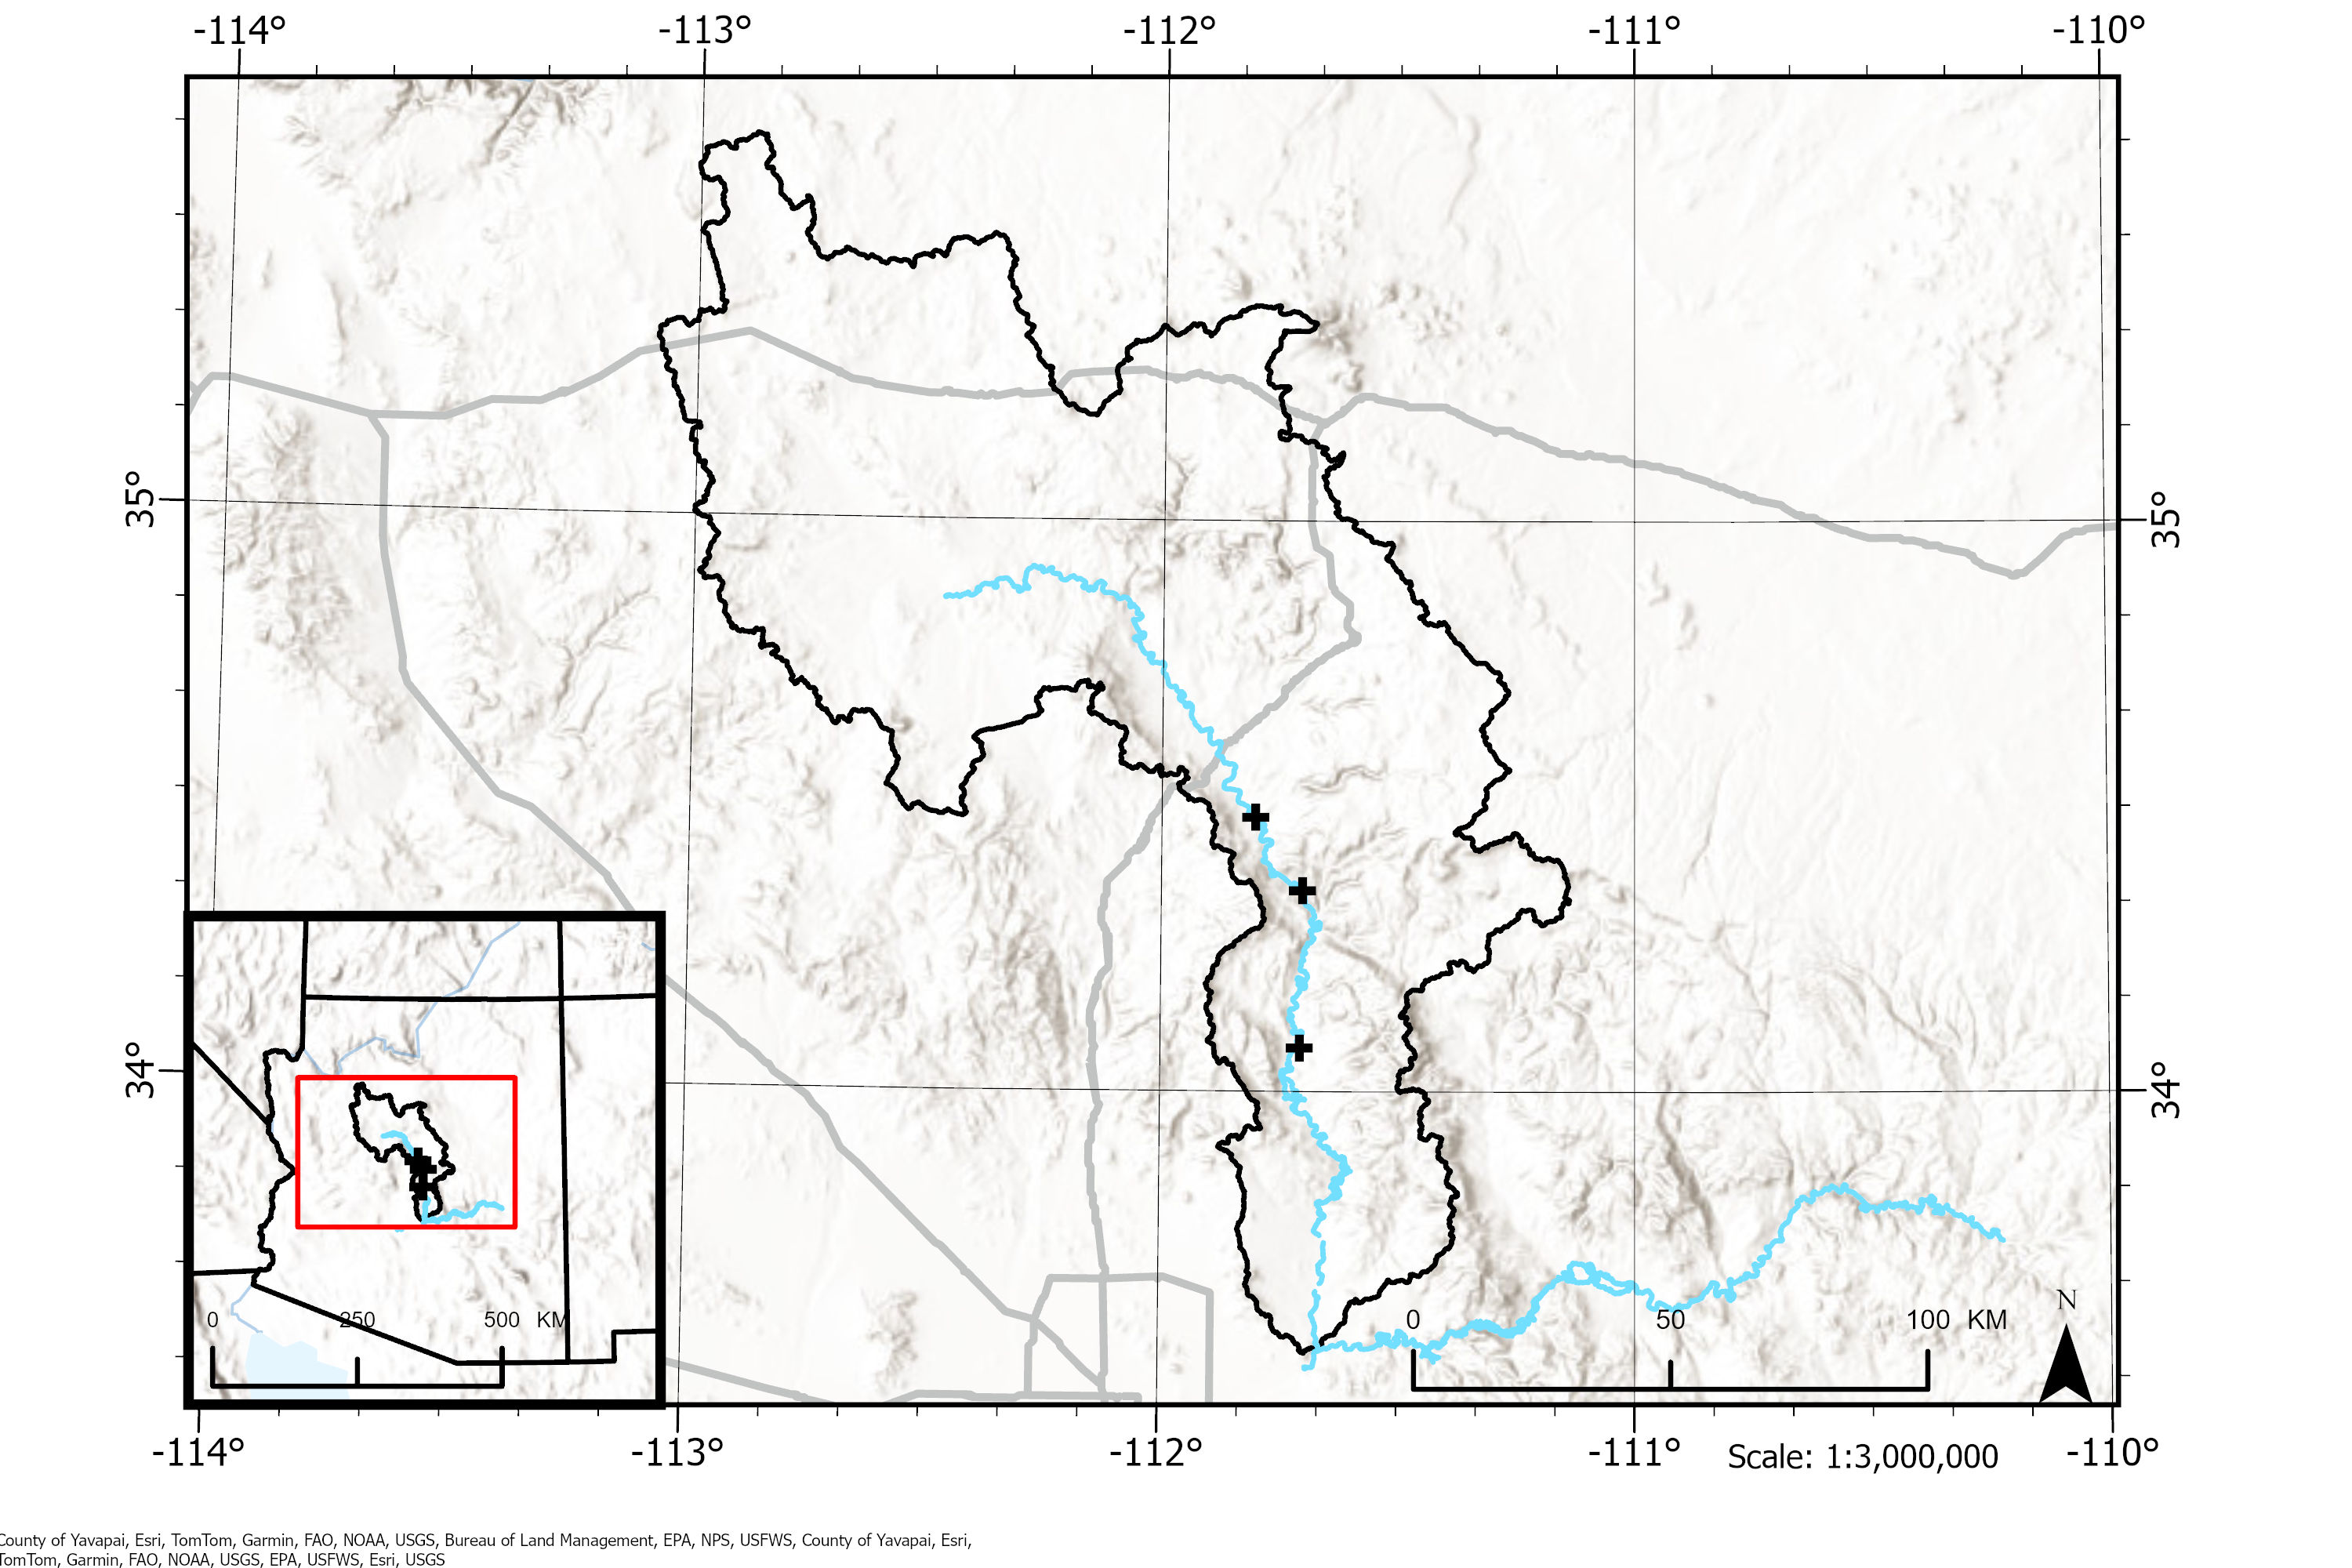 -114° -113° -112° -111° -110°
35° 35°
34° 34°
0 250 500 KM
0 50 100 KM
N
-114° -113° -112° -111° -110°
Scale: 1:3,000,000
County of Yavapai, Esri, TomTom, Garmin, FAO, NOAA, USGS, Bureau of Land Management, EPA, NPS, USFWS, County of Yavapai, Esri,
TomTom, Garmin, FAO, NOAA, USGS, EPA, USFWS, Esri, USGS